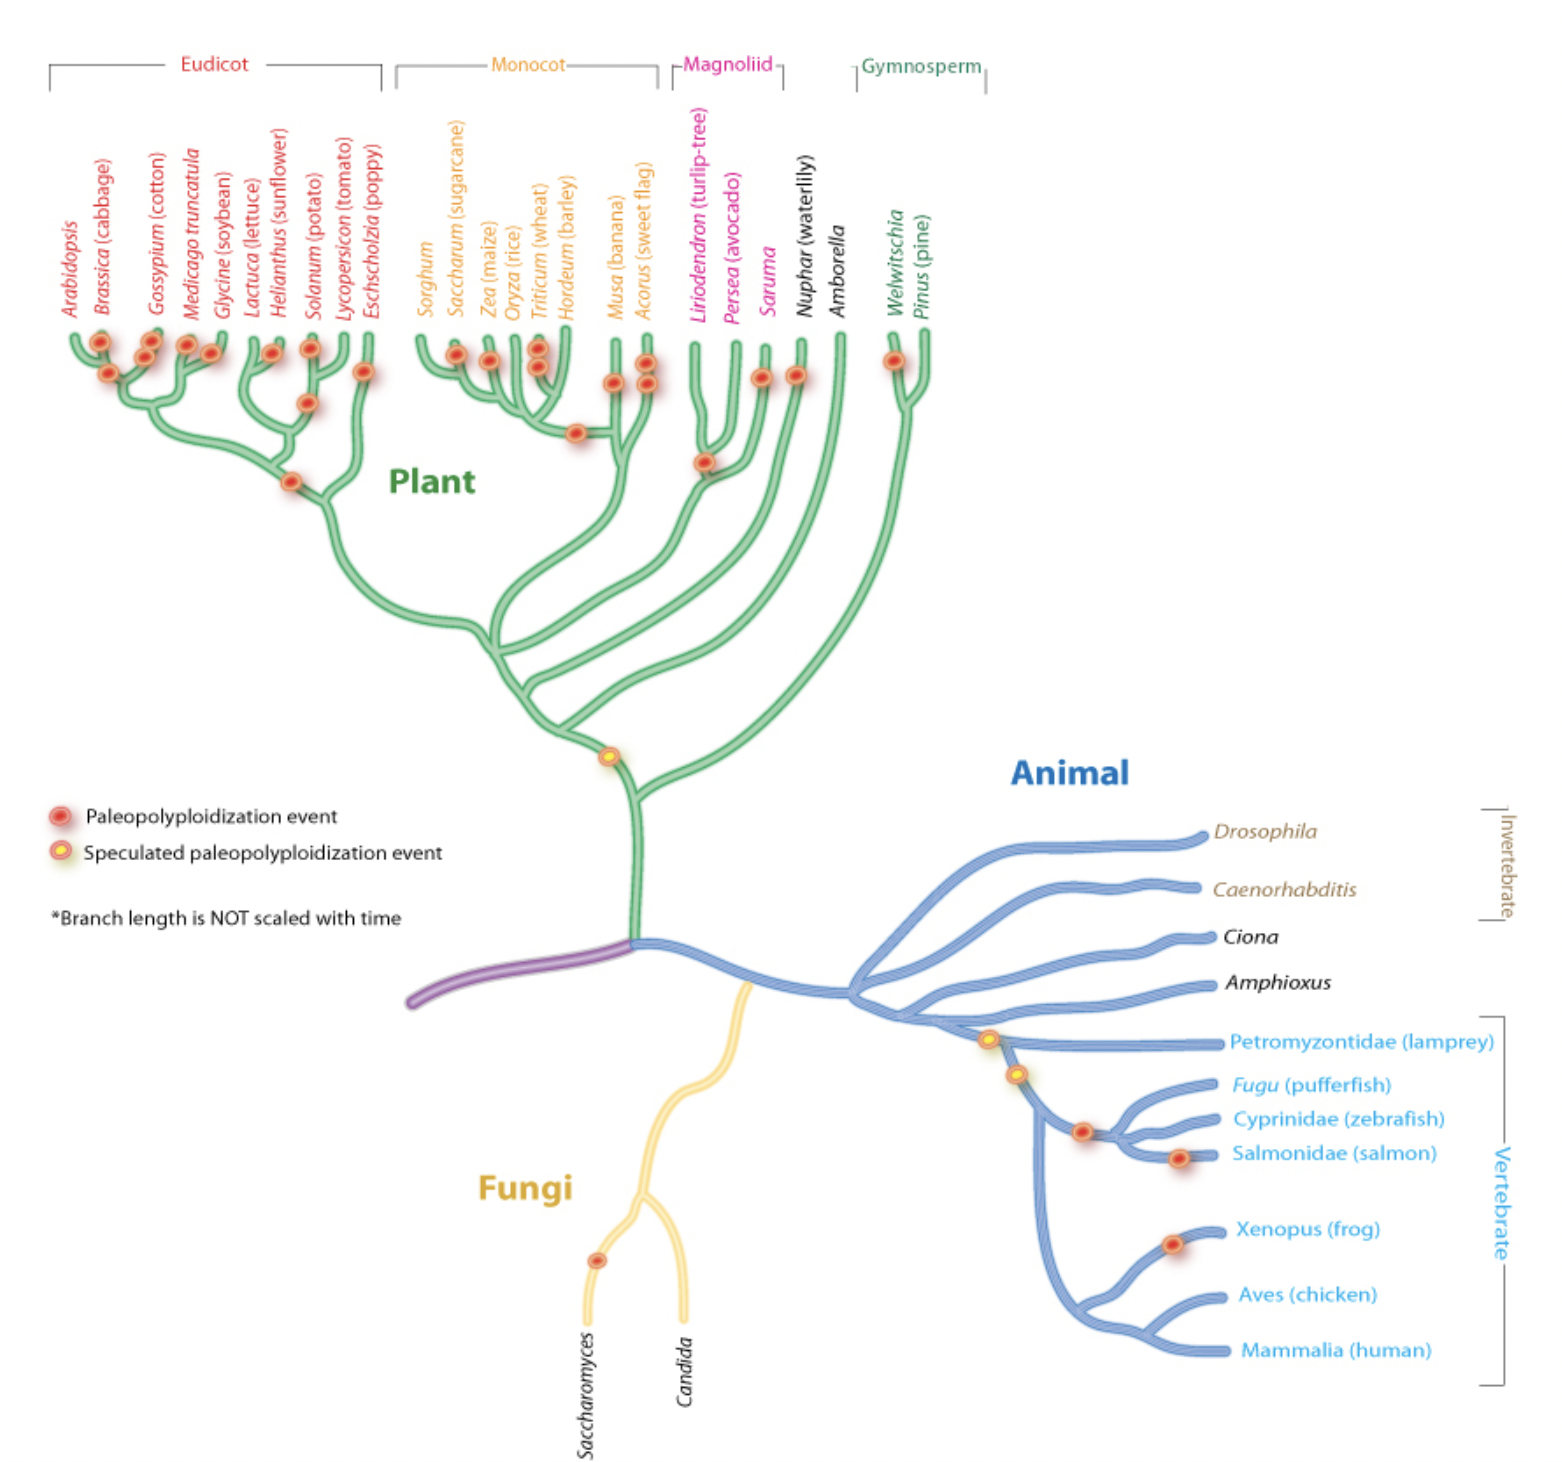 Eudicot
Monocot
Magnoliid
Gymnosperm
Arabidopsis
Brassica (cabbage)
Gossypium (cotton)
Medicago truncatula
Glycine (soybean)
Lactuca (lettuce)
Helianthus (sunflower)
Solanum (potato)
Lycopersicon (tomato)
Eschscholzia (poppy)
Sorghum
Saccharum (sugarcane)
Zea (maize)
Oryza (rice)
Triticum (wheat)
Hordeum (barley)
Musa (banana)
Acorus (sweet flag)
Liriodendron (turlip-tree)
Persea (avocado)
Saruma
Nuphar (waterlily)
Amborella
Welwitschia
Pinus (pine)
Plant
Animal
Paleopolyploidization event
Speculated paleopolyploidization event
*Branch length is NOT scaled with time
Drosophila
Caenorhabditis
Invertebrate
Ciona
Amphioxus
Petromyzontidae (lamprey)
Fugu (pufferfish)
Cyprinidae (zebrafish)
Salmonidae (salmon)
Vertebrate
Xenopus (frog)
Aves (chicken)
Mammalia (human)
Fungi
Saccharomyces
Candida